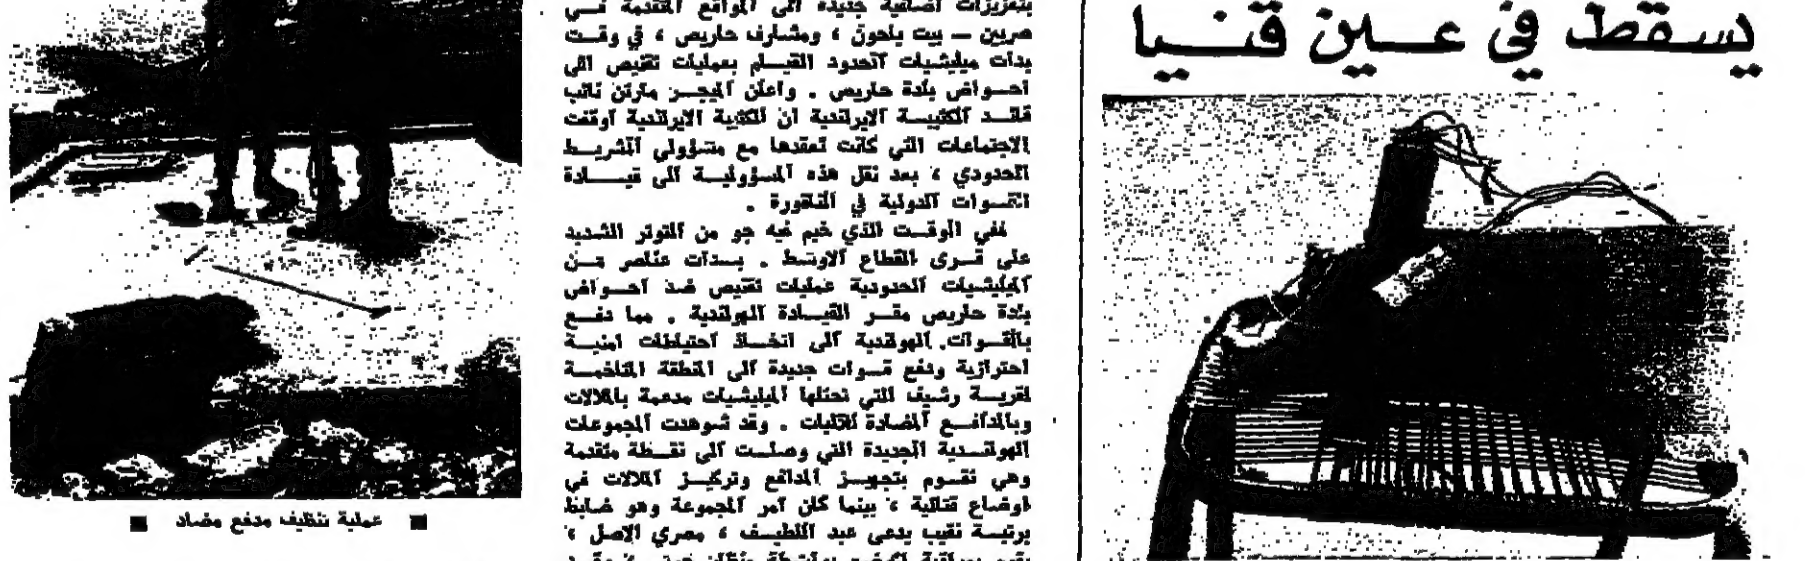 يسقط في عين قنيا
بتعزيزات اضافية جديدة الى المواقع المتقدمة في
صربين — بيت ياحون ، ومشارف حاريص ، في وقت
بدأت ميليشيات الحدود القيام بعمليات تقنيص الى
احواض بلدة حاريص . واعلن الميجر مارتن نائب
قائد الكتيبة الايرلندية ان الكتيبة الايرلندية اوقفت
الاجتماعات التي كانت تعقدها مع مسؤولي الشريط
الحدودي ، بعد نقل هذه المسؤولية الى قيادة
القوات الدولية في الناقورة .
ففي الوقت الذي خيم فيه جو من التوتر الشديد
على قرى القطاع الاوسط . بدأت عناصر من
الميليشيات الحدودية عمليات تقنيص ضد احواض
بلدة حاريص مقر القيادة الهولندية . مما دفع
بالقوات الهولندية الى اتخاذ احتياطات امنية
احترازية ودفع قوات جديدة الى المنطقة المتاخمة
لقرية رشيف التي تحتلها الميليشيات مدعمة بالملالات
وبالمدافع المضادة للاليات . وقد شوهدت المجموعات
الهولندية الجديدة التي وصلت الى نقطة متقدمة
وهي تقوم بتجهيز المدافع وتركيز الملالات في
اوضاع قتالية ، بينما كان آمر المجموعة وهو ضابط
برتبة نقيب يدعى عبد اللطيف ، مصري الاصل ،
عملية تنظيف مدفع مضاد